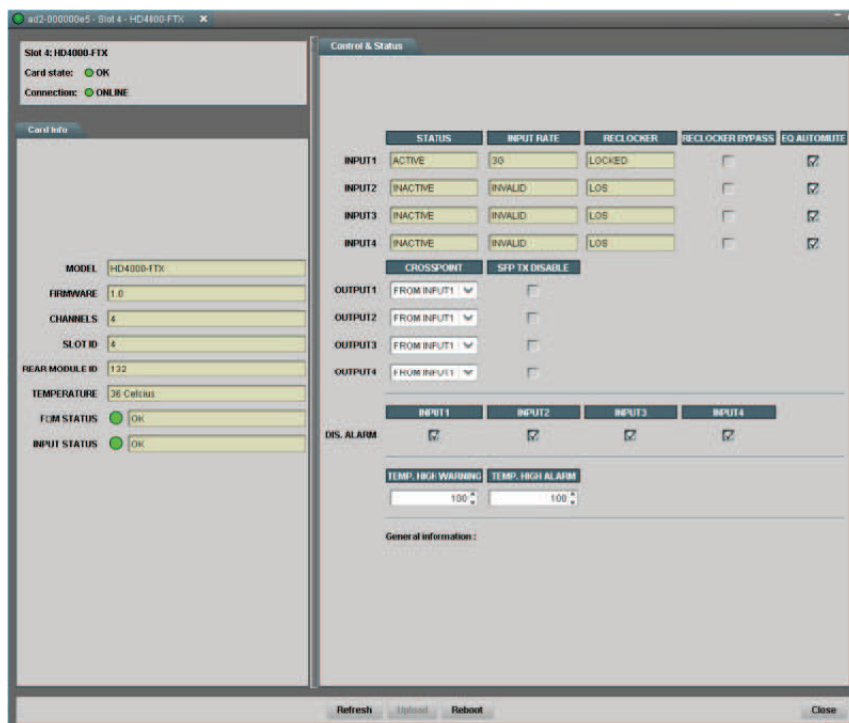 ad2-000000e5 - Slot 4 - HD4000-FTX
Slot 4: HD4000-FTX
Card state: OK
Connection: ONLINE
Card Info
MODEL HD4000-FTX
FIRMWARE 1.0
CHANNELS 4
SLOT ID 4
REAR MODULE ID 132
TEMPERATURE 36 Celcius
FOM STATUS OK
INPUT STATUS OK
Control & Status
STATUS INPUT RATE RECLOCKER RECLOCKER BYPASS EQ AUTOMUTE
INPUT1 ACTIVE 3G LOCKED
INPUT2 INACTIVE INVALID LOS
INPUT3 INACTIVE INVALID LOS
INPUT4 INACTIVE INVALID LOS
CROSSPOINT SFP TX DISABLE
OUTPUT1 FROM INPUT1
OUTPUT2 FROM INPUT1
OUTPUT3 FROM INPUT1
OUTPUT4 FROM INPUT1
INPUT1 INPUT2 INPUT3 INPUT4
DIS. ALARM
TEMP. HIGH WARNING TEMP. HIGH ALARM
100 100
General information :
Refresh Upload Reboot Close